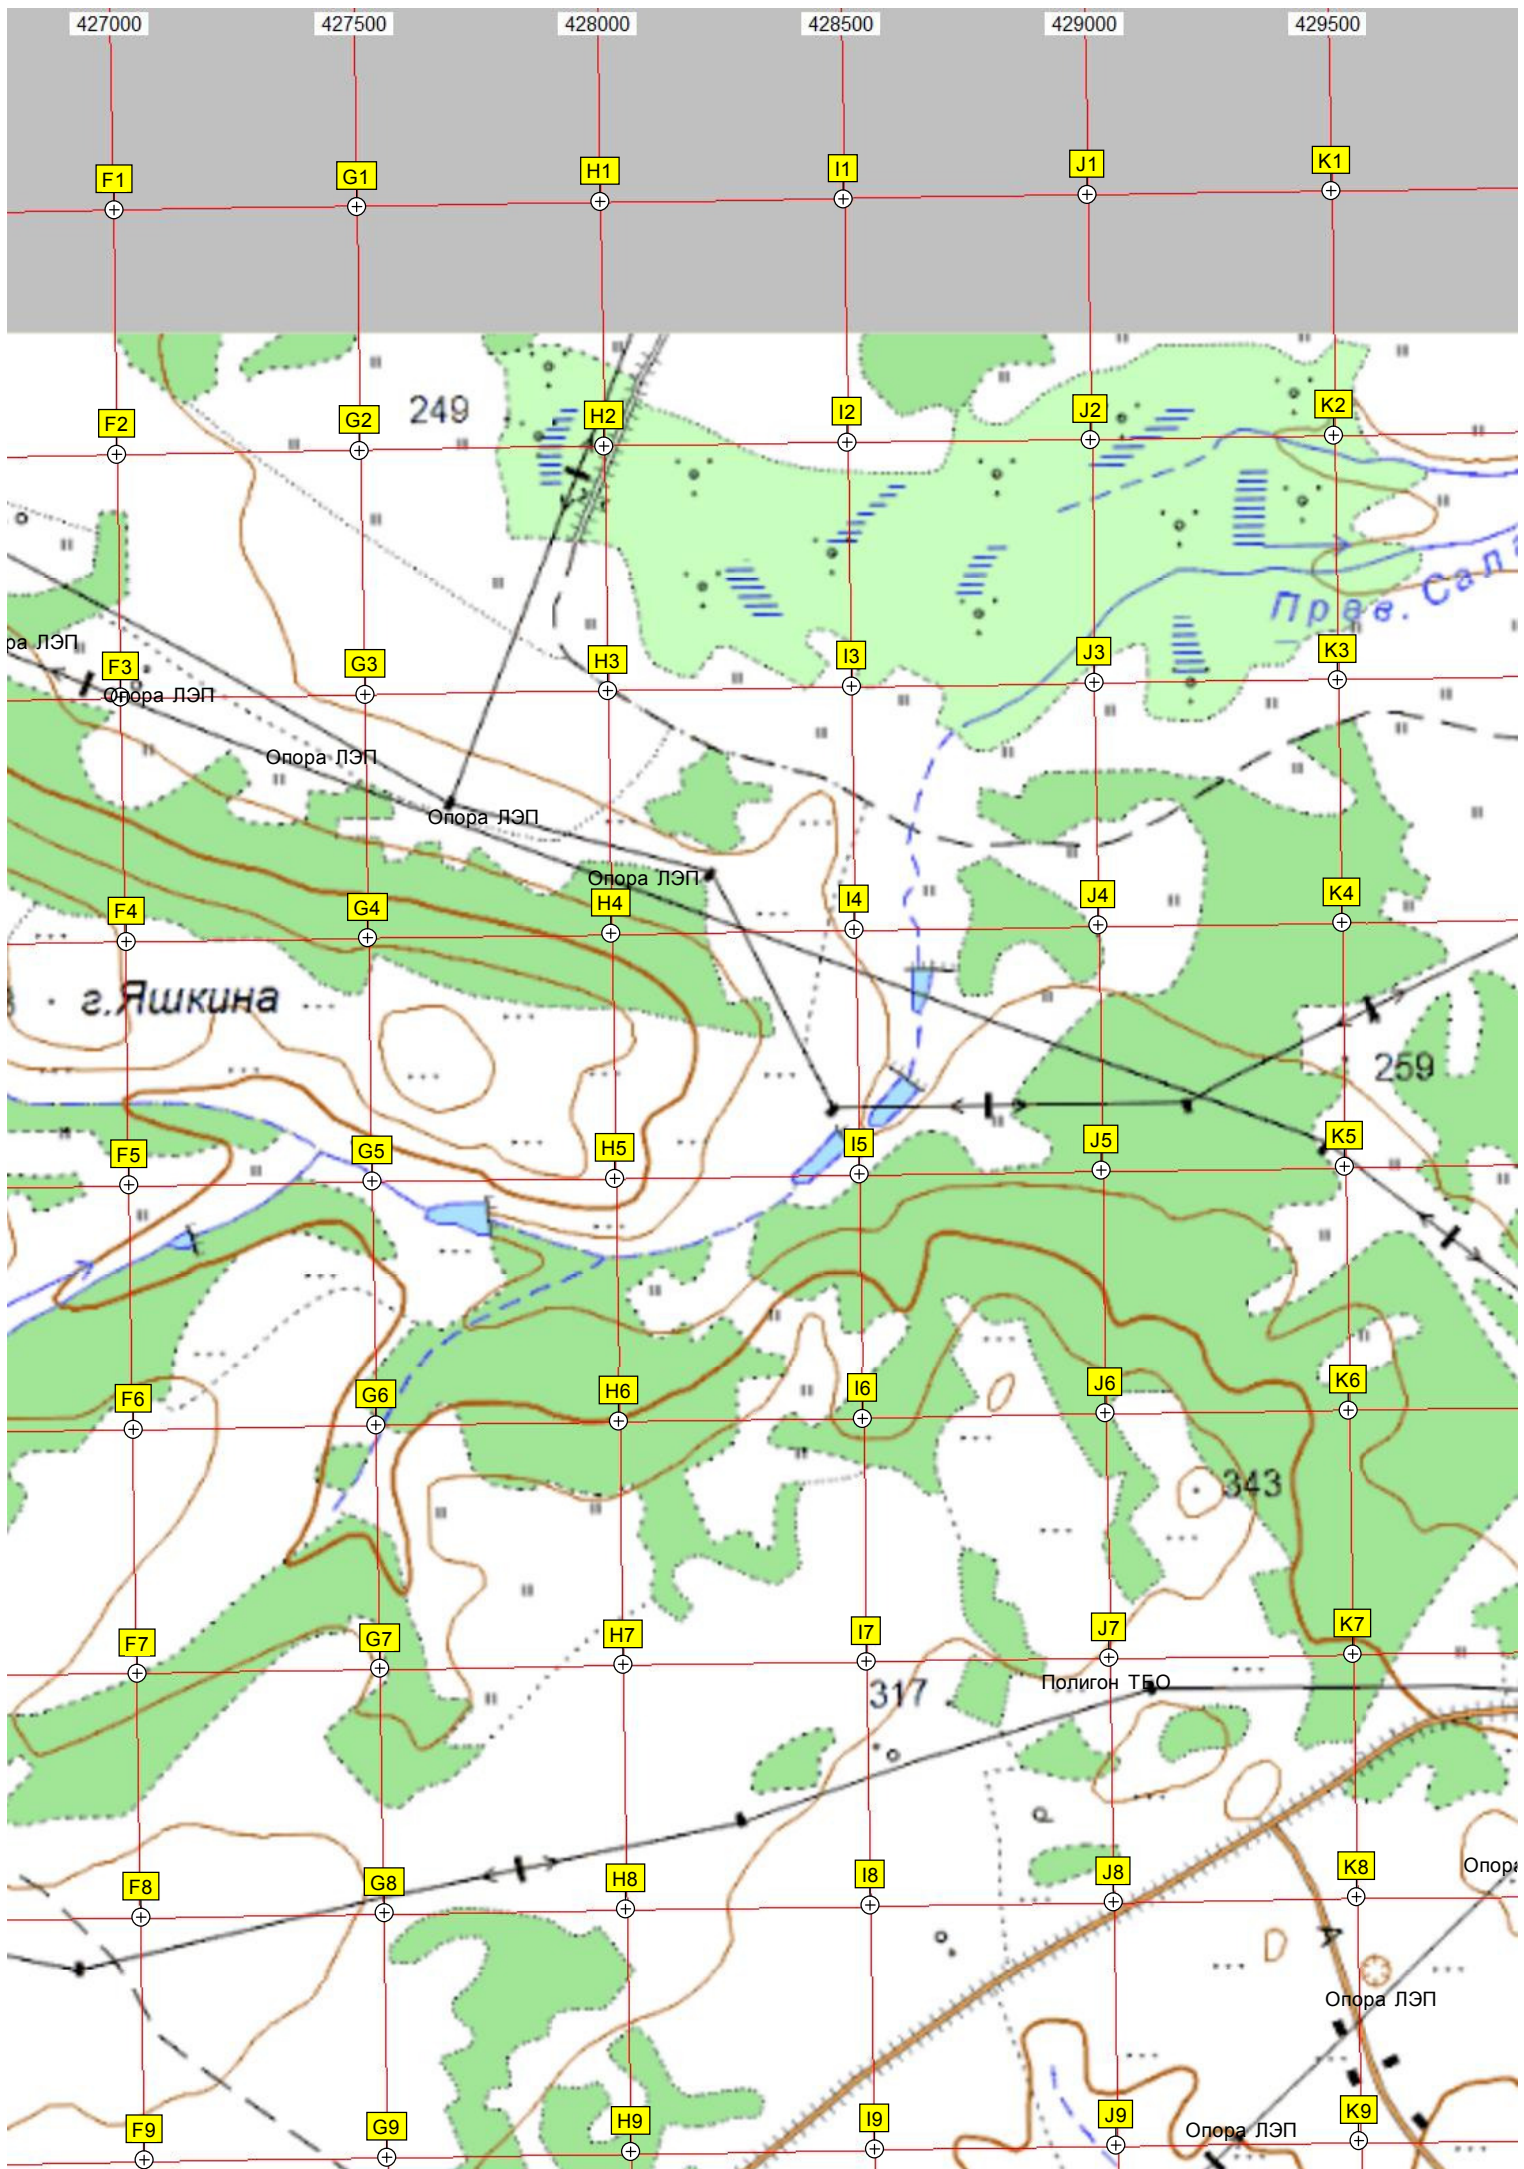 427000 427500 428000 428500 429000 429500
F1 G1 H1 I1 J1 K1
249
F2 G2 H2 I2 J2 K2
Прав.
ра ЛЭП
F3 G3 H3 I3 J3 K3
Опора ЛЭП
Опора ЛЭП
Опора ЛЭП
Опора ЛЭП
F4 G4 H4 I4 J4 K4
г.Яшкина
259
F5 G5 H5 I5 J5 K5
F6 G6 H6 I6 J6 K6
343
F7 G7 H7 I7 J7 K7
Полигон ТБО
317
F8 G8 H8 I8 J8 K8
Опора
А
Опора ЛЭП
F9 G9 H9 I9 J9 K9
Опора ЛЭП